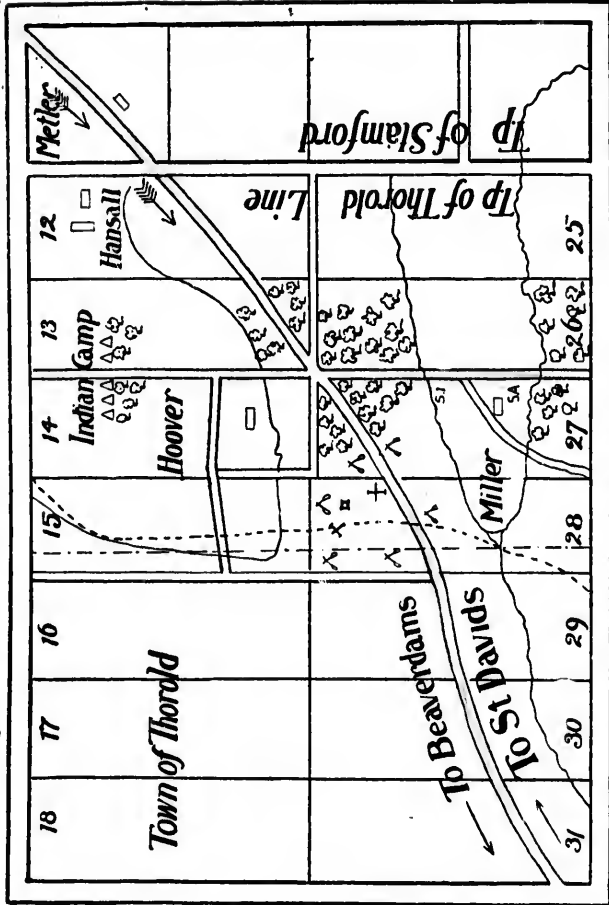 18
17
16
15
14
13
12
Metler
Town of Thorold
Hoover
Indian Camp
Hansall
Line
Tp of Stamford
Tp of Thorold
To Beaverdams
To St Davids
Miller
SA
31
30
29
28
27
26
25